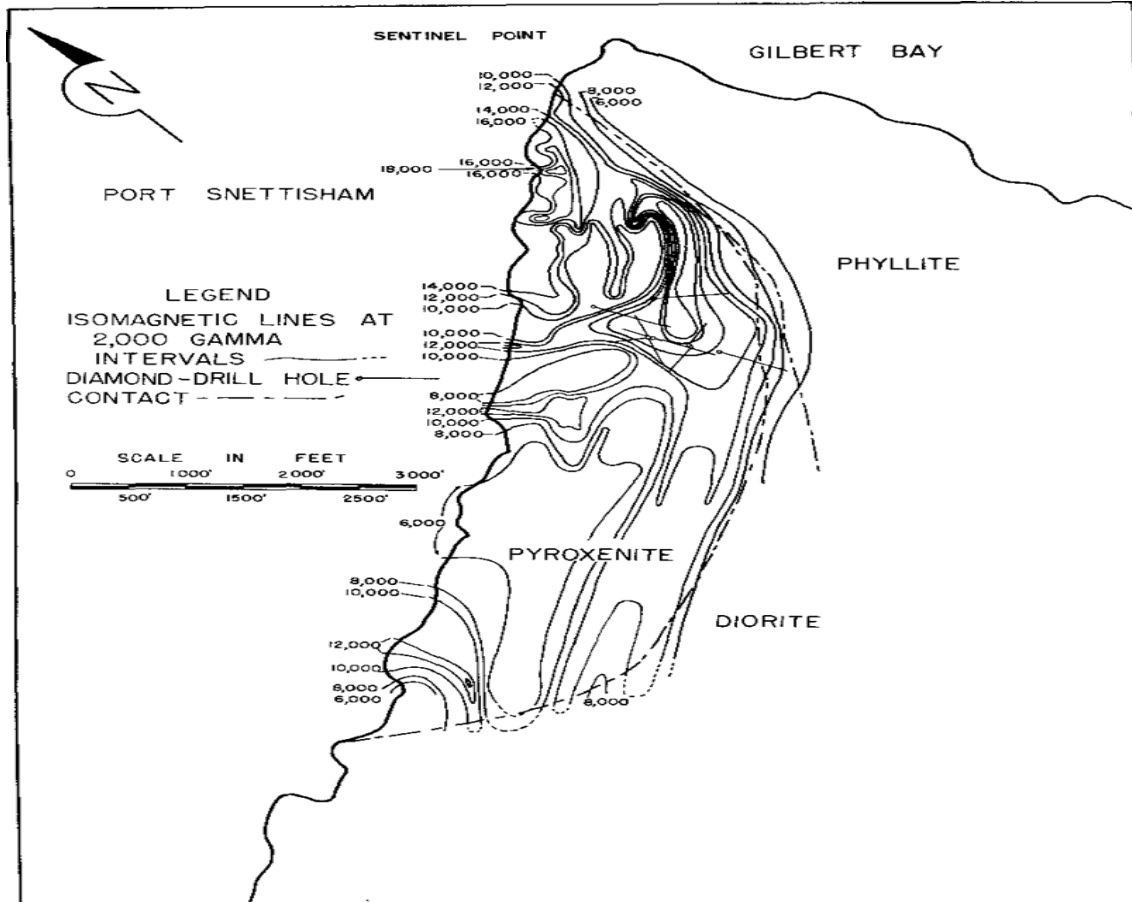 SENTINEL POINT
GILBERT BAY
N
10,000
12,000
8,000
6,000
14,000
16,000
16,000
18,000
16,000
PORT SNETTISHAM
PHYLLITE
14,000
12,000
10,000
LEGEND
ISOMAGNETIC LINES AT
2,000 GAMMA
INTERVALS
DIAMOND-DRILL HOLE
CONTACT
10,000
12,000
10,000
8,000
12,000
10,000
8,000
SCALE IN FEET
0 1000' 2000' 3000'
500' 1500' 2500'
6,000
PYROXENITE
8,000
10,000
DIORITE
12,000
10,000
8,000
6,000
8,000